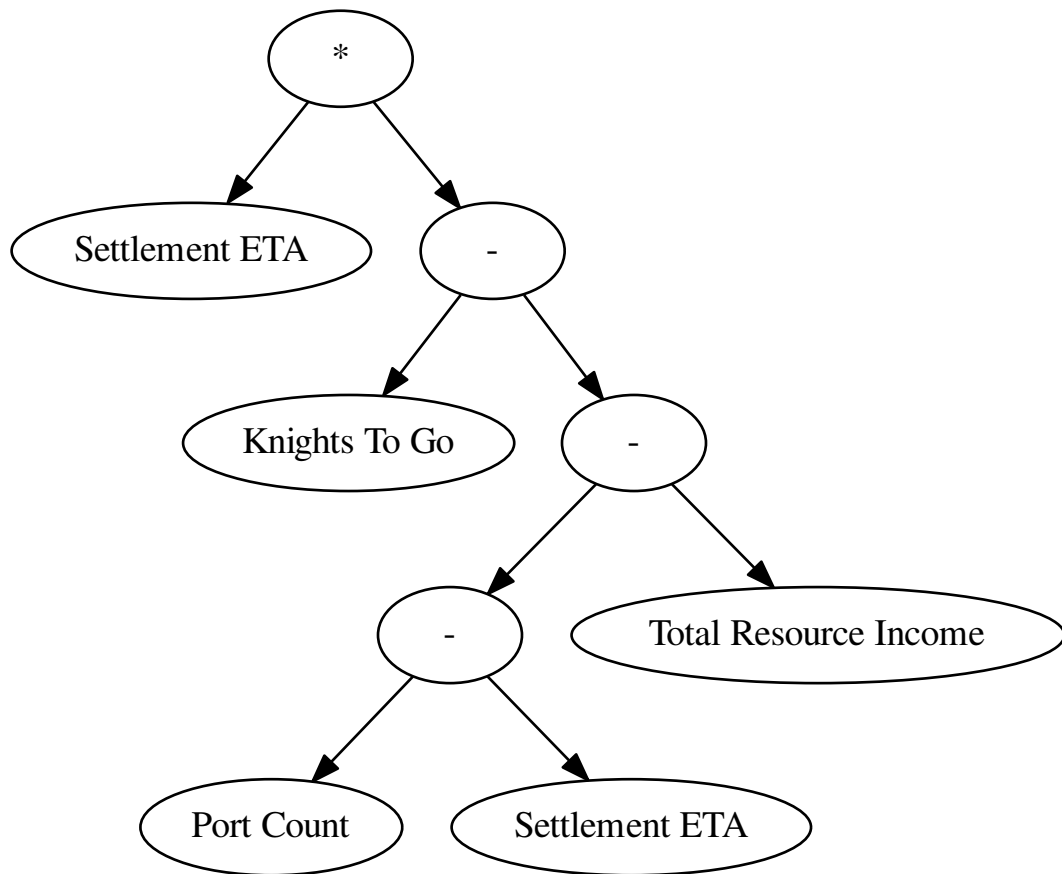 *
Settlement ETA
-
Knights To Go
-
-
Total Resource Income
Port Count
Settlement ETA